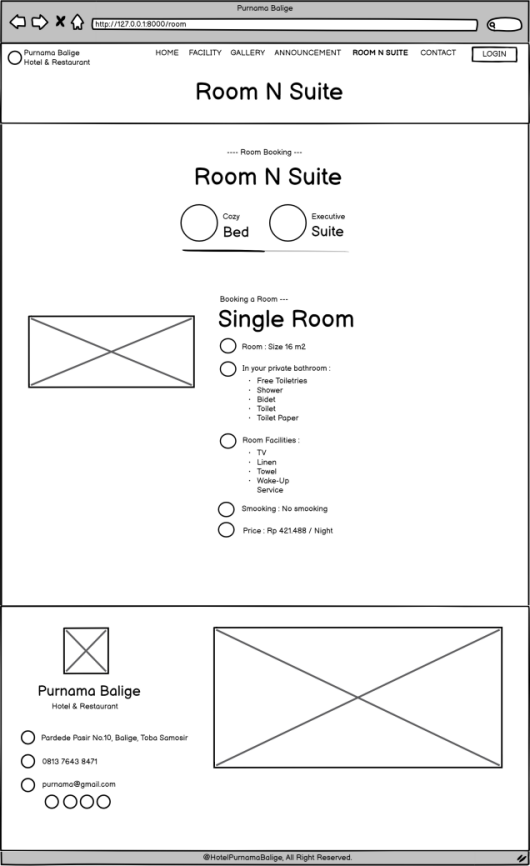 Purnama Balige
http://127.0.0.1:8000/room
Purnama Balige
Hotel & Restaurant
HOME FACILITY GALLERY ANNOUNCEMENT ROOM N SUITE CONTACT LOGIN
Room N Suite
---- Room Booking ---
Room N Suite
Cozy
Bed
Executive
Suite
Booking a Room ---
Single Room
Room : Size 16 m2
In your private bathroom :
· Free Toiletries
· Shower
· Bidet
· Toilet
· Toilet Paper
Room Facilities :
· TV
· Linen
· Towel
· Wake-Up
Service
Smooking : No smooking
Price : Rp 421.488 / Night
Purnama Balige
Hotel & Restaurant
Pardede Pasir No.10, Balige, Toba Samosir
0813 7643 8471
purnama@gmail.com
@HotelPurnamaBalige, All Right Reserved.